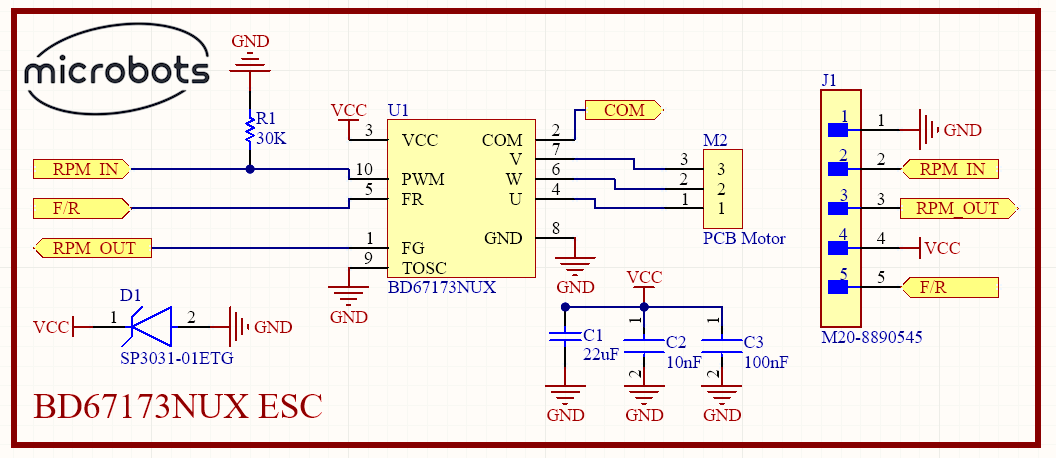 microbots
GND
R1
30K
RPM_IN
F/R
RPM_OUT
VCC
U1
3 VCC
10 PWM
5 FR
1 FG
9 TOSC
COM 2
V 7
W 6
U 4
GND 8
BD67173NUX
GND
GND
COM
M2
3 3
2 2
1 1
PCB Motor
J1
1 1 GND
2 2 RPM_IN
3 3 RPM_OUT
4 4 VCC
5 5 F/R
M20-8890545
D1
VCC 1 2 GND
SP3031-01ETG
VCC
C1
22uF
GND
1
C2
10nF
2
GND
1
C3
100nF
2
GND
BD67173NUX ESC